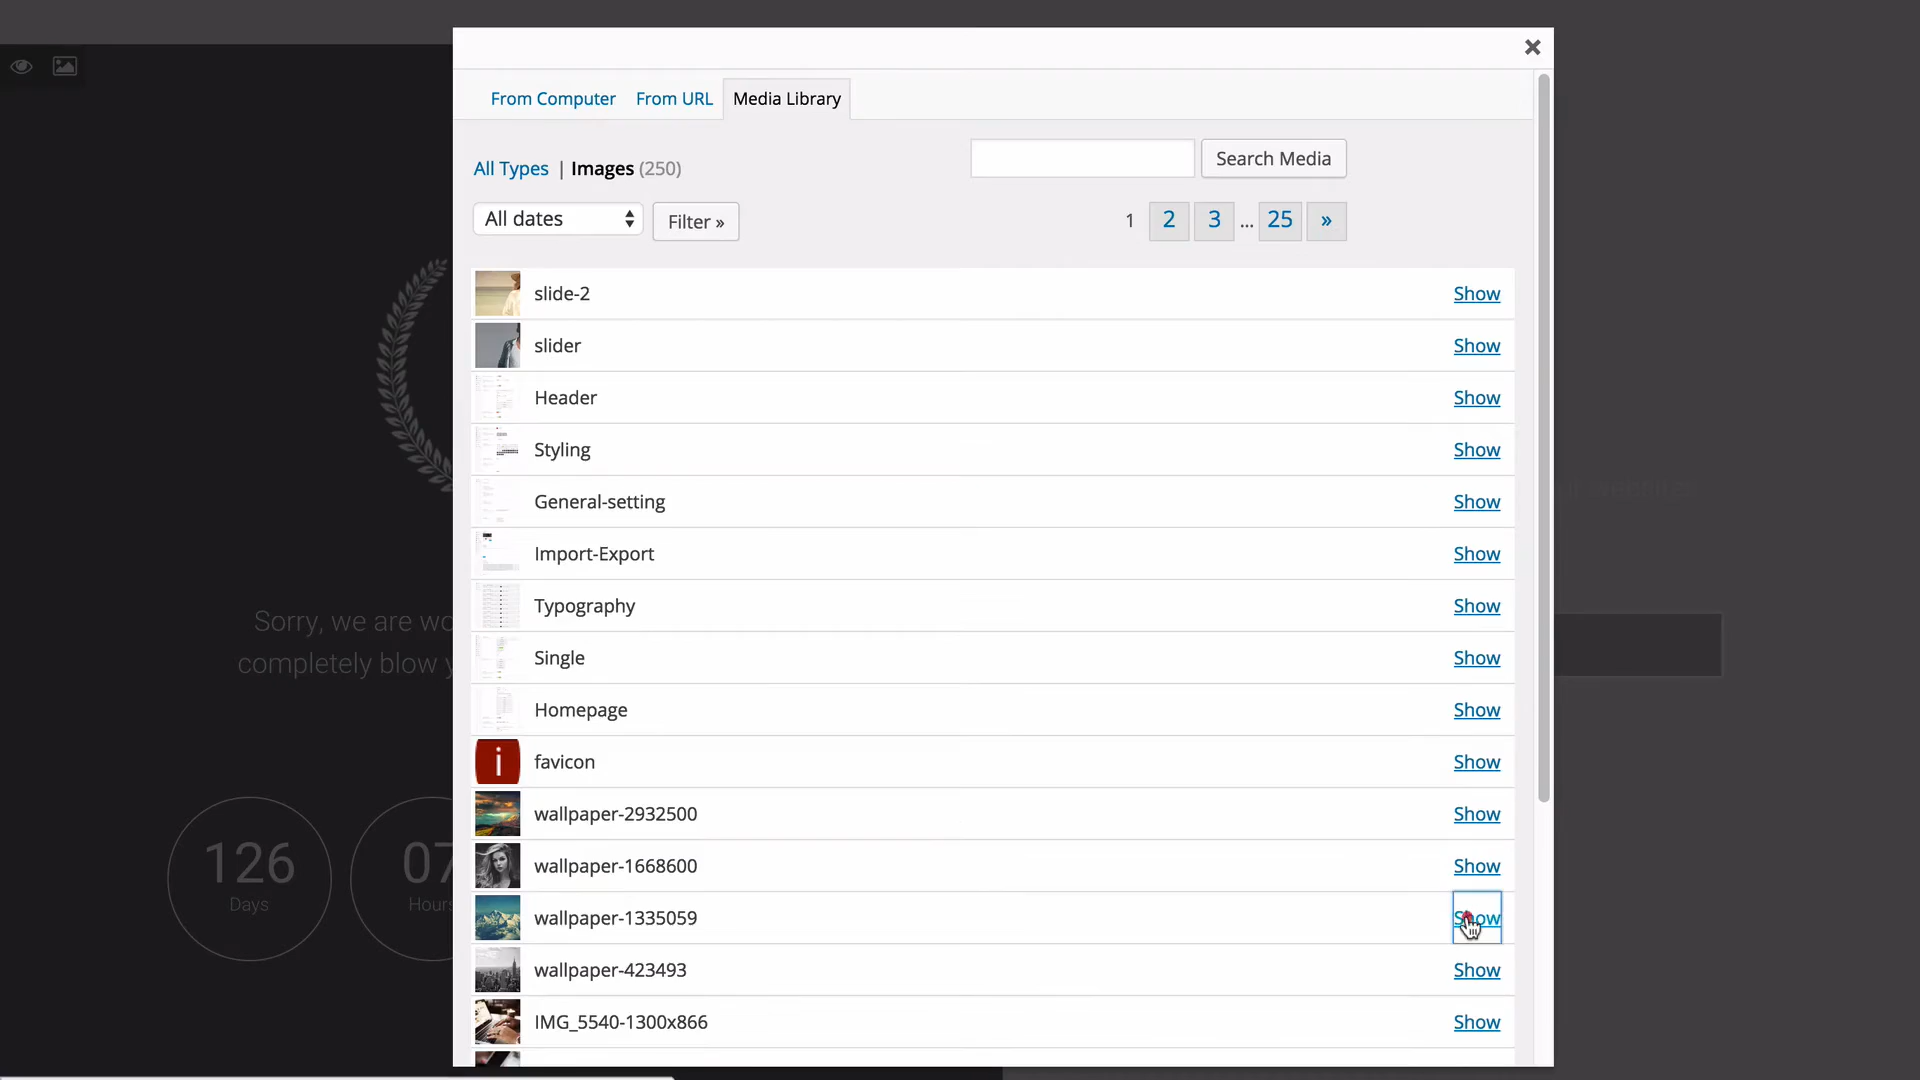 From Computer From URL Media Library
All Types | Images (250)
Search Media
All dates Filter »
1 2 3 ... 25 »
slide-2 Show
slider Show
Header Show
Styling Show
General-setting Show
Import-Export Show
Typography Show
Single Show
Homepage Show
i favicon Show
wallpaper-2932500 Show
wallpaper-1668600 Show
wallpaper-1335059 Show
wallpaper-423493 Show
IMG_5540-1300x866 Show
Sorry, we are wo
completely blow y
126 07
Days Hours